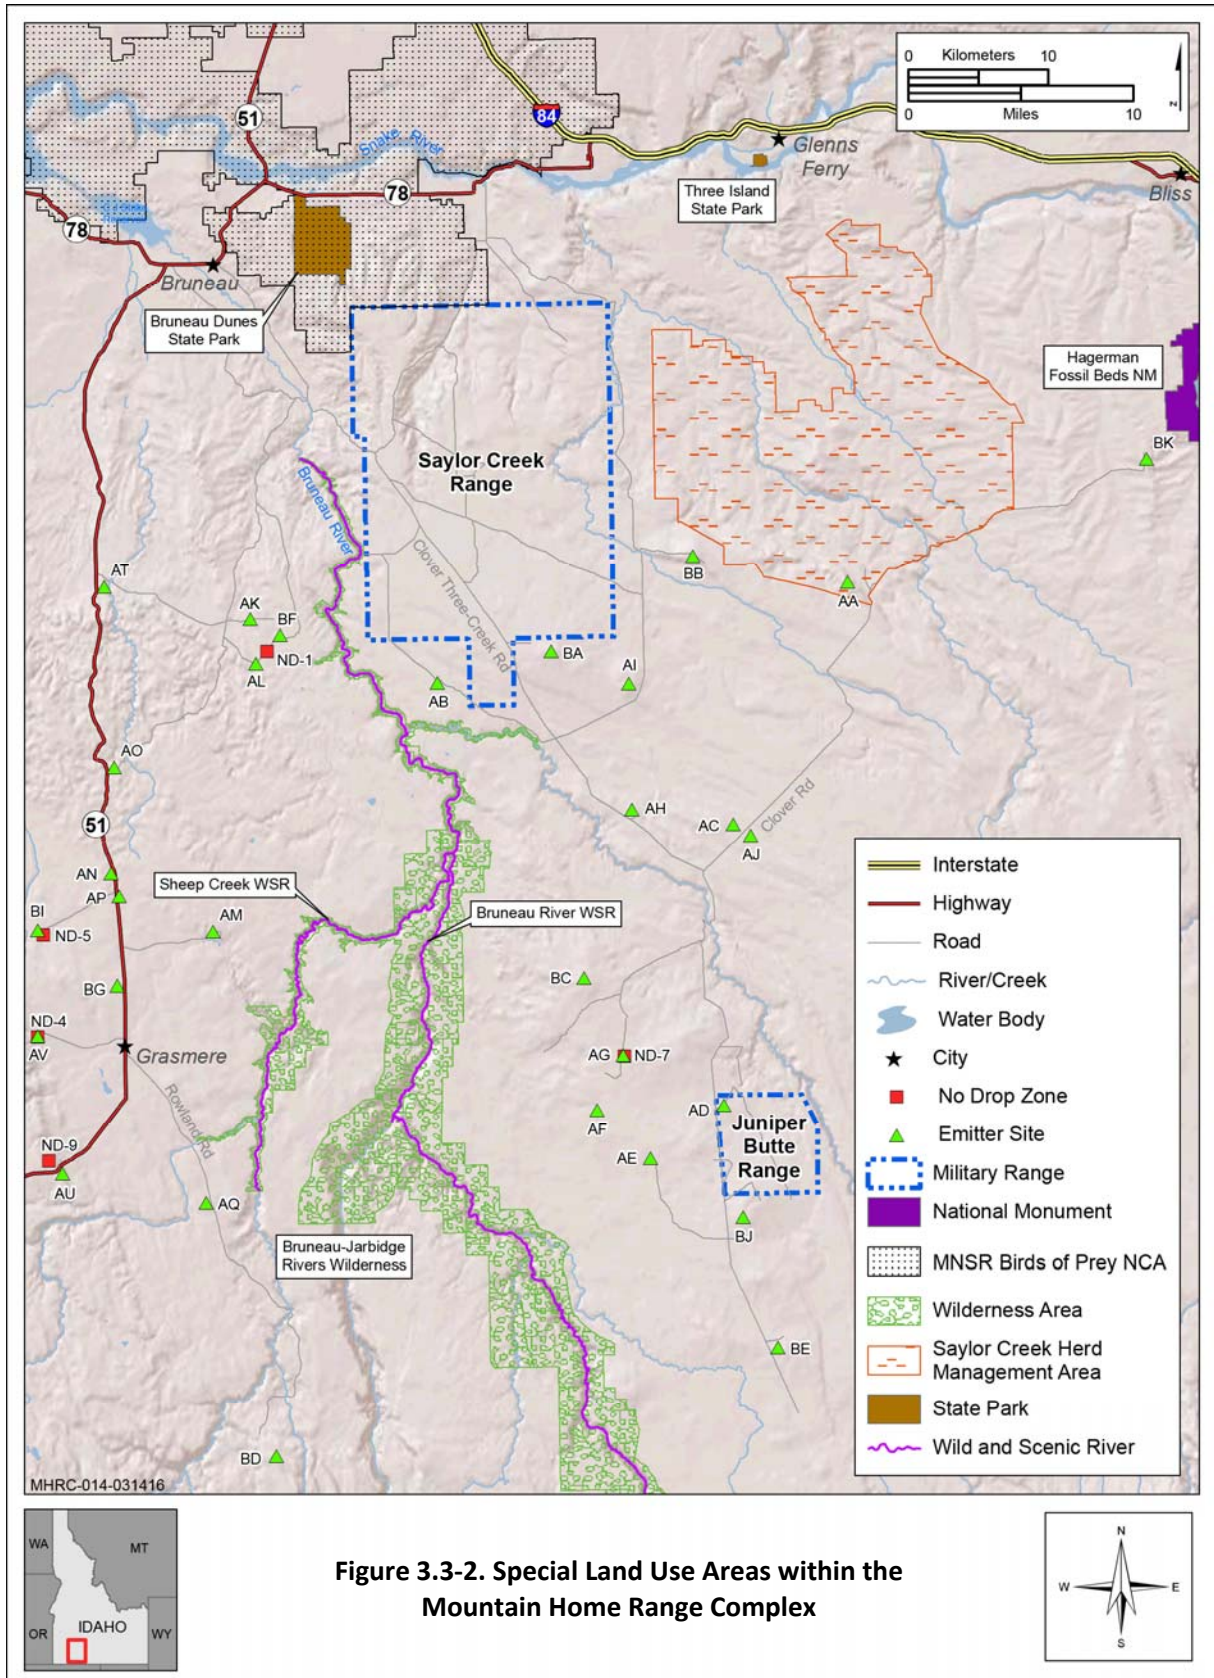 0 Kilometers 10
0 Miles 10
N
84
51
Snake River
Glenns
Ferry
Bliss
Three Island
State Park
78
78
Bruneau
Bruneau Dunes
State Park
Hagerman
Fossil Beds NM
BK
Saylor Creek
Range
Bruneau River
Clover Three-Creek Rd
BB
AA
AT
AK
BF
ND-1
AL
BA
AI
AB
AO
AH
AC
AJ
Clover Rd
51
AN
AP
BI
ND-5
AM
Sheep Creek WSR
Bruneau River WSR
BC
BG
ND-4
AV
Grasmere
AG
ND-7
Rowland Rd
AD
AF
Juniper
Butte
Range
AE
ND-9
AU
AQ
BJ
Bruneau-Jarbidge
Rivers Wilderness
BE
BD
Interstate
Highway
Road
River/Creek
Water Body
City
No Drop Zone
Emitter Site
Military Range
National Monument
MNSR Birds of Prey NCA
Wilderness Area
Saylor Creek Herd
Management Area
State Park
Wild and Scenic River
MHRC-014-031416
WA
MT
OR
IDAHO
WY
Figure 3.3-2. Special Land Use Areas within the
Mountain Home Range Complex
N
W E
S